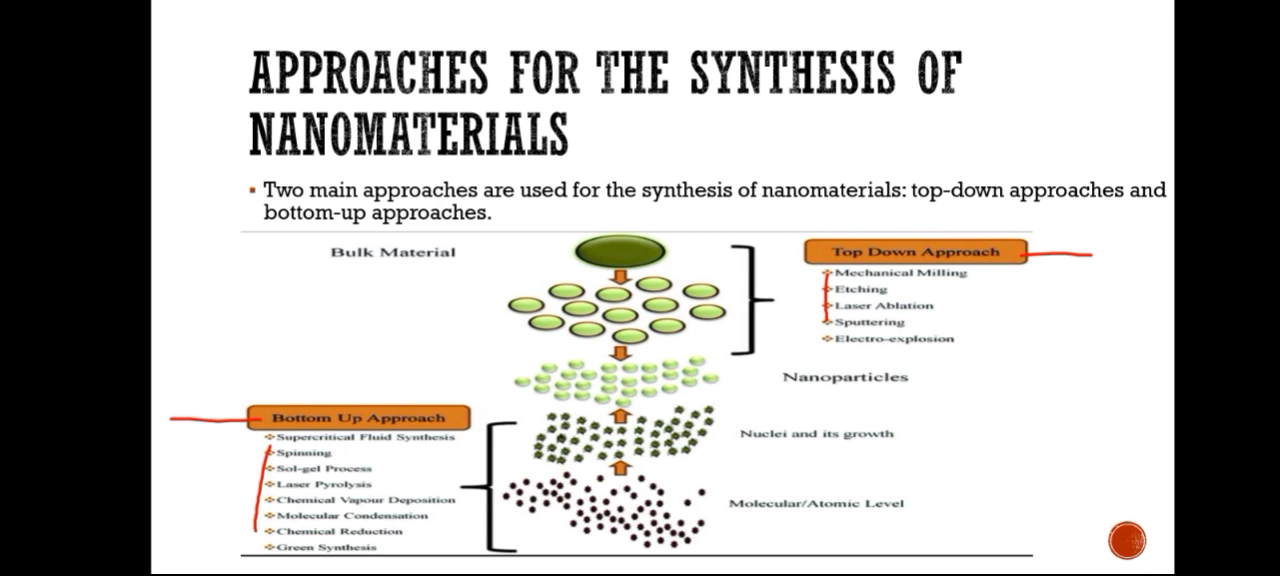 APPROACHES FOR THE SYNTHESIS OF
NANOMATERIALS
Two main approaches are used for the synthesis of nanomaterials: top-down approaches and
bottom-up approaches.
Bulk Material
Top Down Approach
Mechanical Milling
Etching
Laser Ablation
Sputtering
Electro-explosion
Nanoparticles
Bottom Up Approach
Supercritical Fluid Synthesis
Spinning
Sol-gel Process
Laser Pyrolysis
Chemical Vapour Deposition
Molecular Condensation
Chemical Reduction
Green Synthesis
Nuclei and its growth
Molecular/Atomic Level